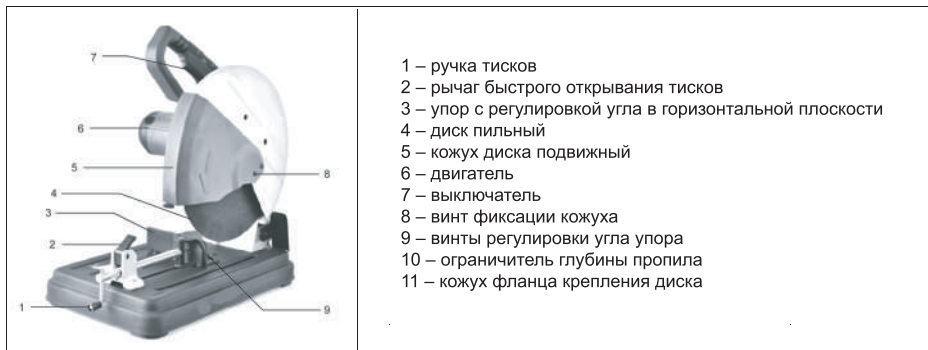 7
6
5
8
4
3
2
1
9
1 – ручка тисков
2 – рычаг быстрого открывания тисков
3 – упор с регулировкой угла в горизонтальной плоскости
4 – диск пильный
5 – кожух диска подвижный
6 – двигатель
7 – выключатель
8 – винт фиксации кожуха
9 – винты регулировки угла упора
10 – ограничитель глубины пропила
11 – кожух фланца крепления диска